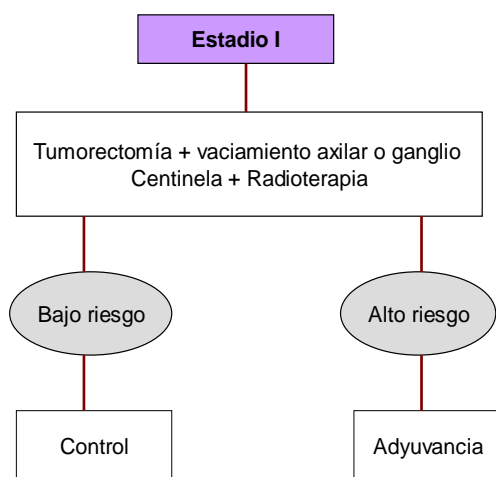 Estadio I
Tumorectomía + vaciamiento axilar o ganglio
Centinela + Radioterapia
Bajo riesgo
Alto riesgo
Control
Adyuvancia